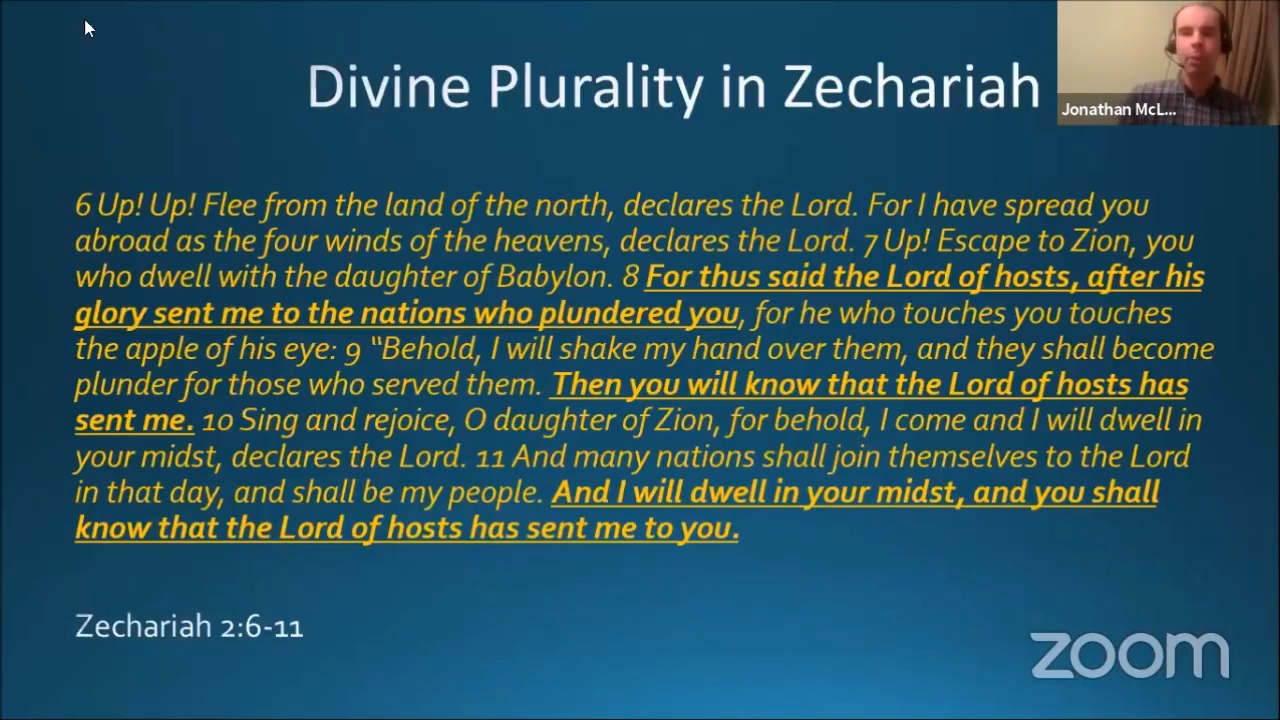 Divine Plurality in Zechariah
Jonathan McL...
6 Up! Up! Flee from the land of the north, declares the Lord. For I have spread you
abroad as the four winds of the heavens, declares the Lord. 7 Up! Escape to Zion, you
who dwell with the daughter of Babylon. 8 For thus said the Lord of hosts, after his
glory sent me to the nations who plundered you, for he who touches you touches
the apple of his eye: 9 “Behold, I will shake my hand over them, and they shall become
plunder for those who served them. Then you will know that the Lord of hosts has
sent me. 10 Sing and rejoice, O daughter of Zion, for behold, I come and I will dwell in
your midst, declares the Lord. 11 And many nations shall join themselves to the Lord
in that day, and shall be my people. And I will dwell in your midst, and you shall
know that the Lord of hosts has sent me to you.
Zechariah 2:6-11
zoom